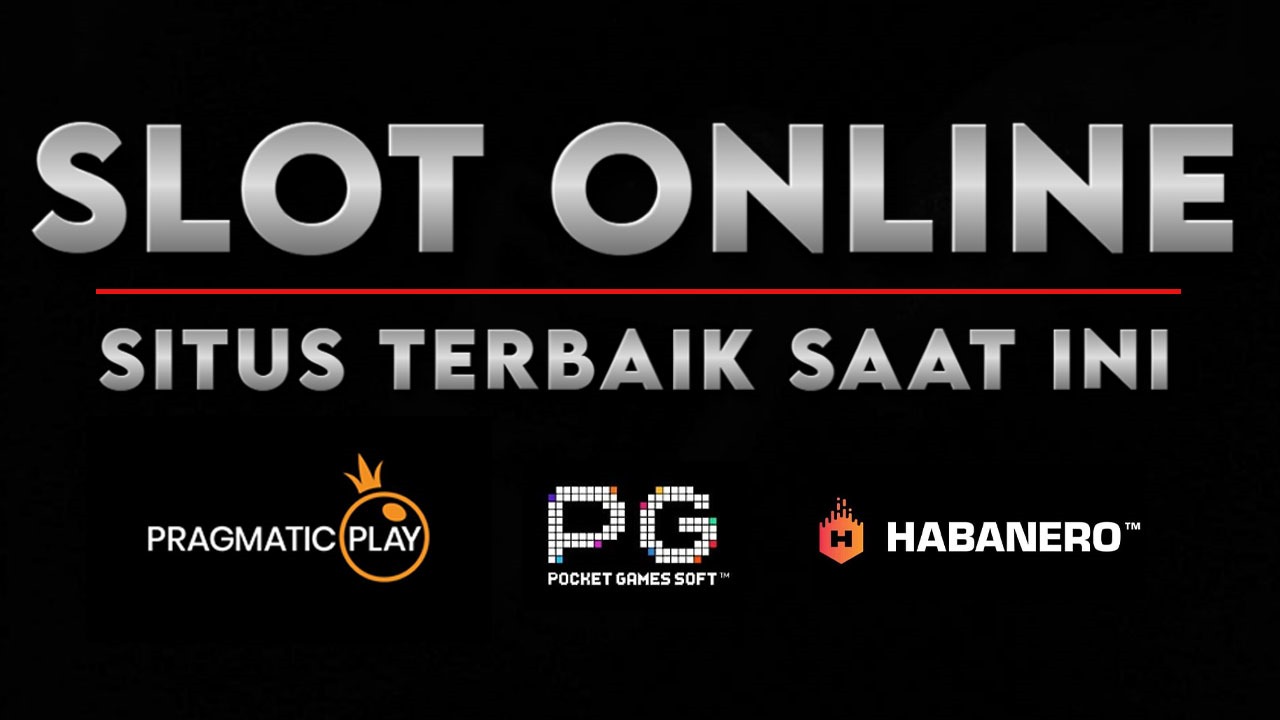 SLOT ONLINE
SITUS TERBAIK SAAT INI
PRAGMATIC PLAY
PG
POCKET GAMES SOFT™
H HABANERO™